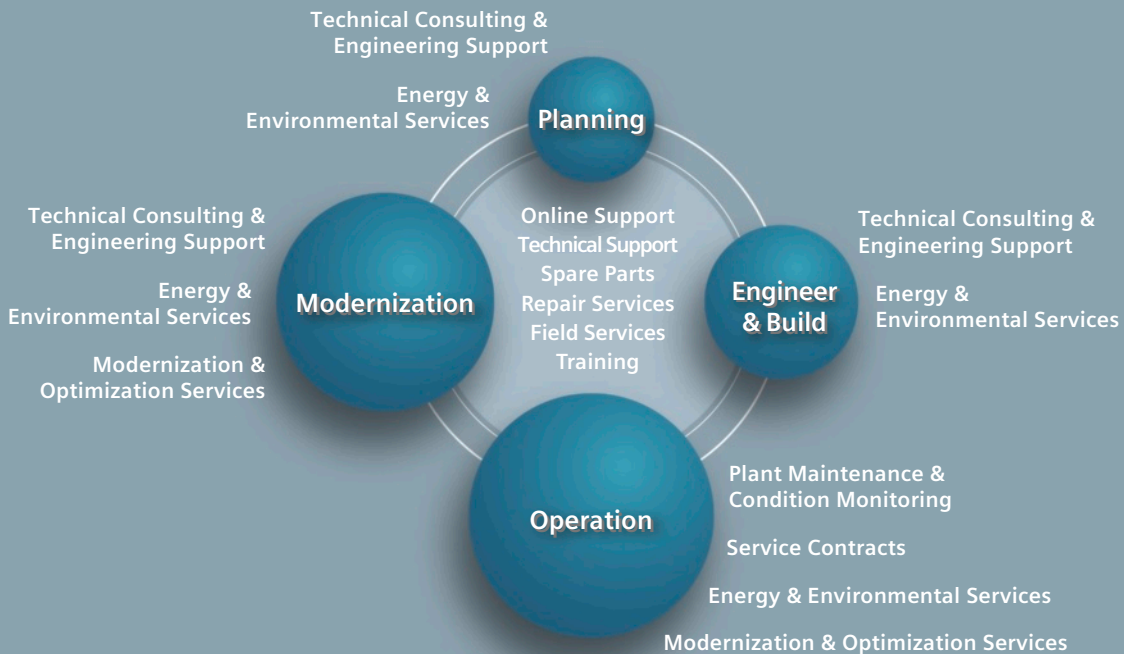 Technical Consulting &
Engineering Support
Energy &
Environmental Services
Planning
Technical Consulting &
Engineering Support
Energy &
Environmental Services
Modernization &
Optimization Services
Modernization
Online Support
Technical Support
Spare Parts
Repair Services
Field Services
Training
Engineer
& Build
Technical Consulting &
Engineering Support
Energy &
Environmental Services
Operation
Plant Maintenance &
Condition Monitoring
Service Contracts
Energy & Environmental Services
Modernization & Optimization Services